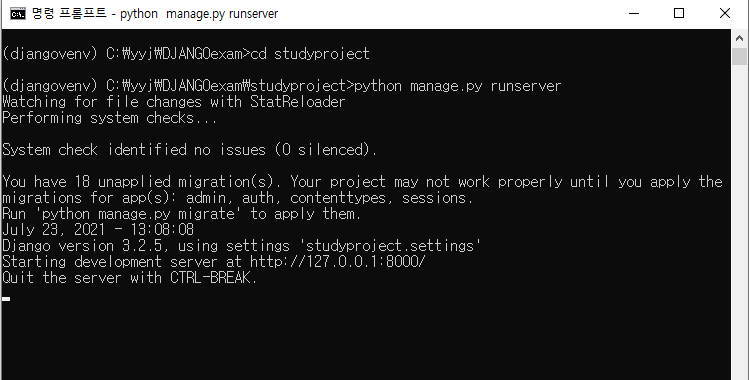 명령 프롬프트 - python  manage.py runserver
(djangovenv) C:\yyj\DJANGOexam>cd studyproject
(djangovenv) C:\yyj\DJANGOexam\studyproject>python manage.py runserver
Watching for file changes with StatReloader
Performing system checks...
System check identified no issues (0 silenced).
You have 18 unapplied migration(s). Your project may not work properly until you apply the
migrations for app(s): admin, auth, contenttypes, sessions.
Run 'python manage.py migrate' to apply them.
July 23, 2021 - 13:08:08
Django version 3.2.5, using settings 'studyproject.settings'
Starting development server at http://127.0.0.1:8000/
Quit the server with CTRL-BREAK.